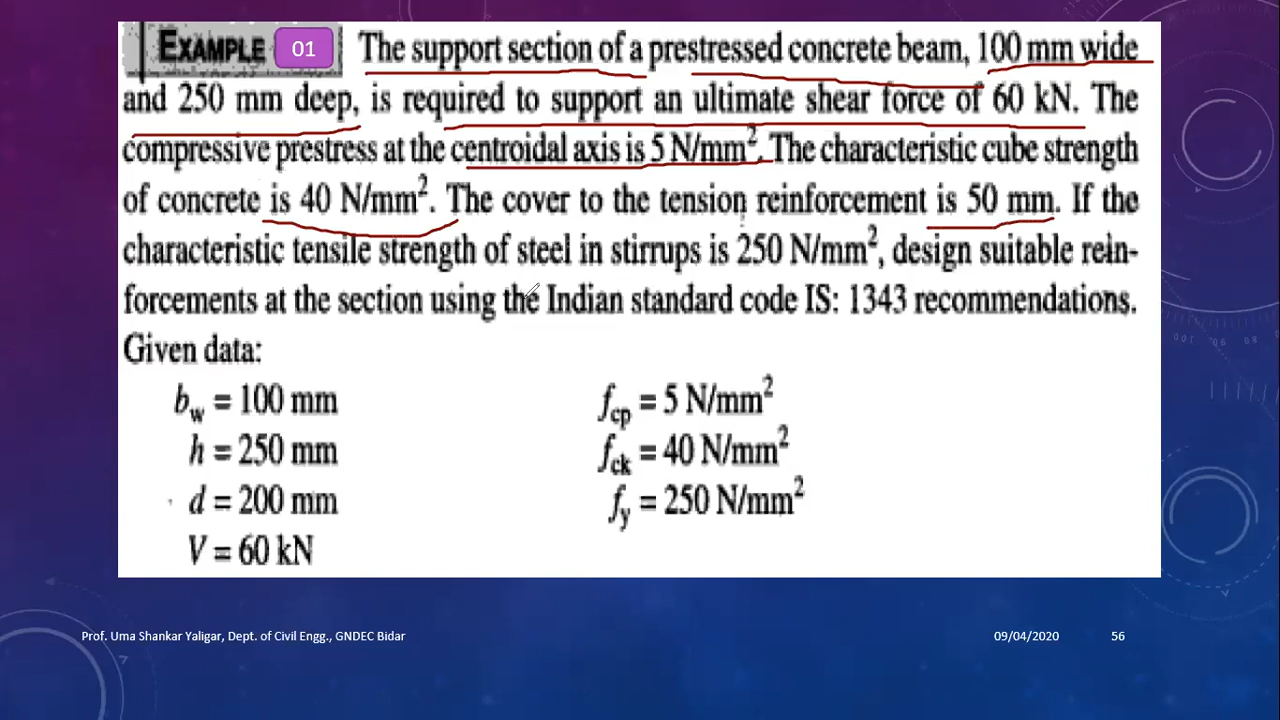 EXAMPLE 01 The support section of a prestressed concrete beam, 100 mm wide
and 250 mm deep, is required to support an ultimate shear force of 60 kN. The
compressive prestress at the centroidal axis is 5 N/mm². The characteristic cube strength
of concrete is 40 N/mm². The cover to the tension reinforcement is 50 mm. If the
characteristic tensile strength of steel in stirrups is 250 N/mm², design suitable rein-
forcements at the section using the Indian standard code IS: 1343 recommendations.
Given data:
b_w = 100 mm f_cp = 5 N/mm²
h = 250 mm f_ck = 40 N/mm²
d = 200 mm f_y = 250 N/mm²
V = 60 kN
Prof. Uma Shankar Yaligar, Dept. of Civil Engg., GNDEC Bidar 09/04/2020 56